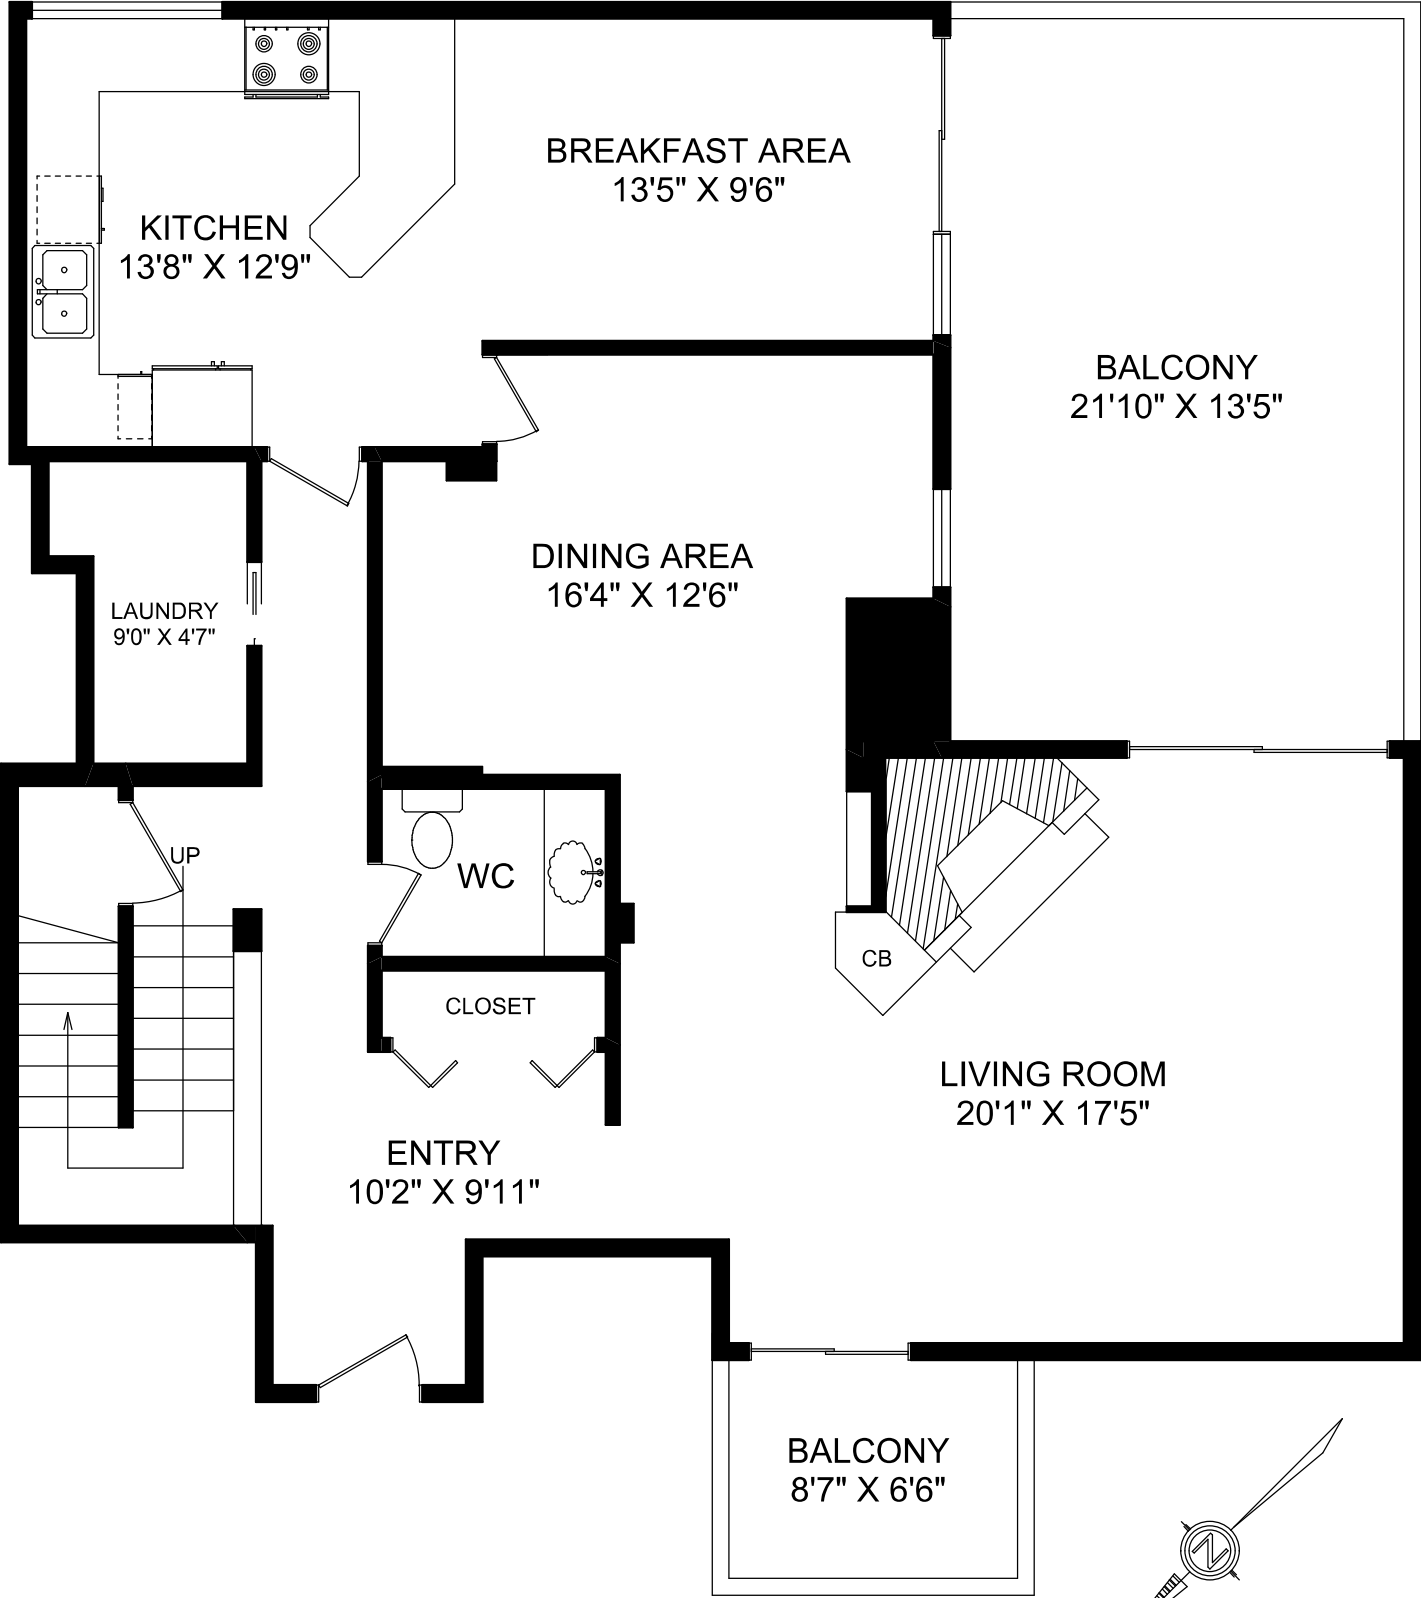 BREAKFAST AREA
13'5" X 9'6"
KITCHEN
13'8" X 12'9"
BALCONY
21'10" X 13'5"
DINING AREA
16'4" X 12'6"
LAUNDRY
9'0" X 4'7"
UP
WC
CB
CLOSET
LIVING ROOM
20'1" X 17'5"
ENTRY
10'2" X 9'11"
BALCONY
8'7" X 6'6"
N